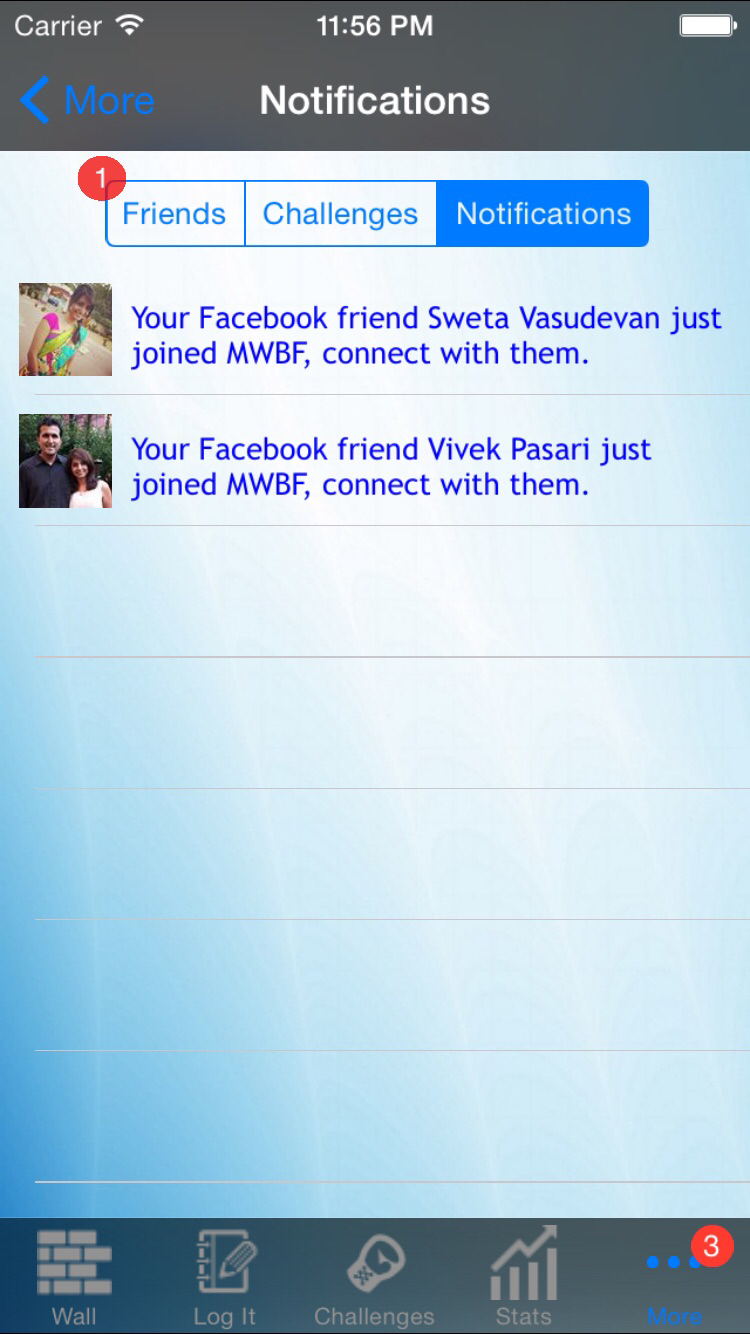 Carrier 11:56 PM
More Notifications
1
Friends Challenges Notifications
Your Facebook friend Sweta Vasudevan just
joined MWBF, connect with them.
Your Facebook friend Vivek Pasari just
joined MWBF, connect with them.
3
Wall Log It Challenges Stats More